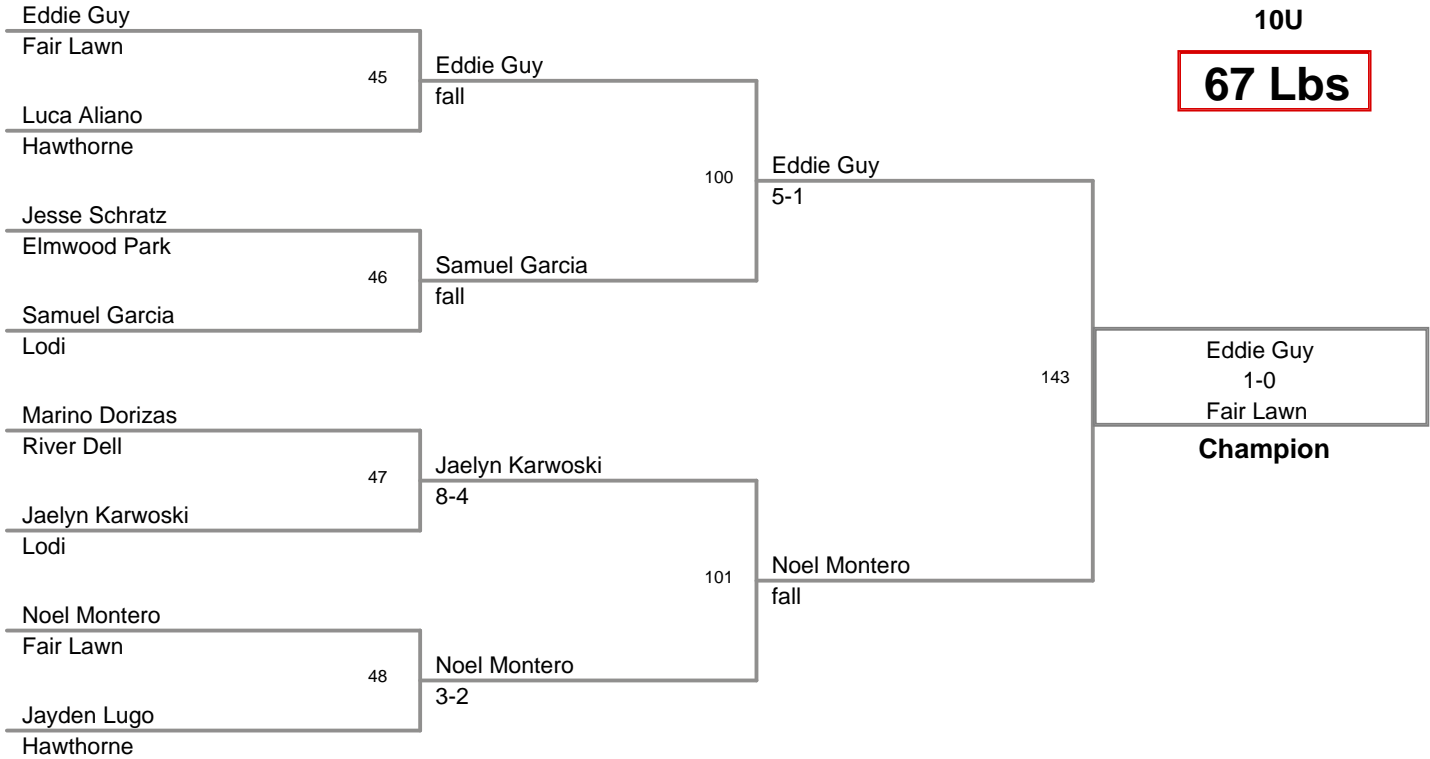 Eddie Guy
Fair Lawn
45
Luca Aliano
Hawthorne
Jesse Schratz
Elmwood Park
46
Samuel Garcia
Lodi
Marino Dorizas
River Dell
47
Jaelyn Karwoski
Lodi
Noel Montero
Fair Lawn
48
Jayden Lugo
Hawthorne
Eddie Guy
fall
100
Samuel Garcia
fall
Jaelyn Karwoski
8-4
101
Noel Montero
3-2
Eddie Guy
5-1
143
Noel Montero
fall
10U
67 Lbs
Eddie Guy
1-0
Fair Lawn
Champion